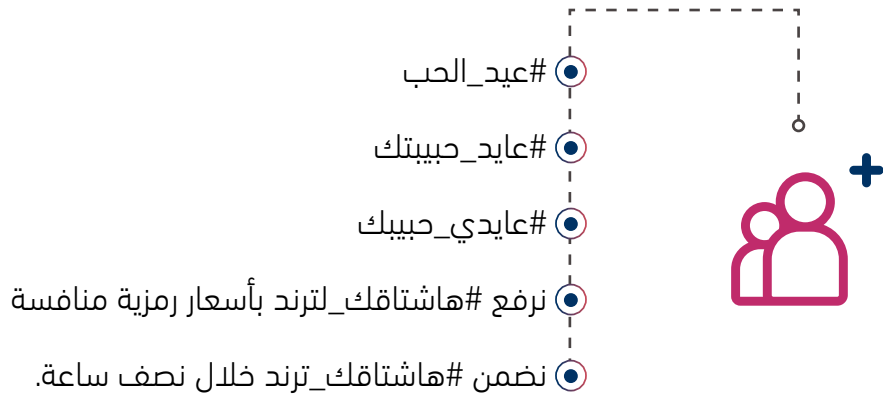 #عيد_الحب
#عايد_حبيبتك
#عايدي_حبيبك
نرفع #هاشتاقك_لترند بأسعار رمزية منافسة
نضمن #هاشتاقك_ترند خلال نصف ساعة.